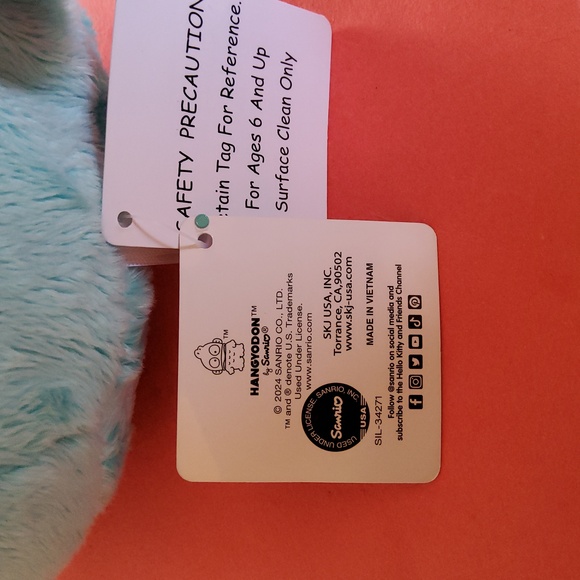 SAFETY PRECAUTION
etain Tag For Reference.
For Ages 6 And Up
Surface Clean Only
TM
HANGYODON™
by Sanrio®
© 2024 SANRIO CO., LTD.
™ and ® denote U.S. Trademarks
Used Under License.
www.sanrio.com
SKJ USA, INC.
Torrance, CA,90502
www.skj-usa.com
MADE IN VIETNAM
USED UNDER LICENSE, SANRIO, INC.
Sanrio
USA
SIL-34271
Follow @sanrio on social media and
subscribe to the Hello Kitty and Friends Channel